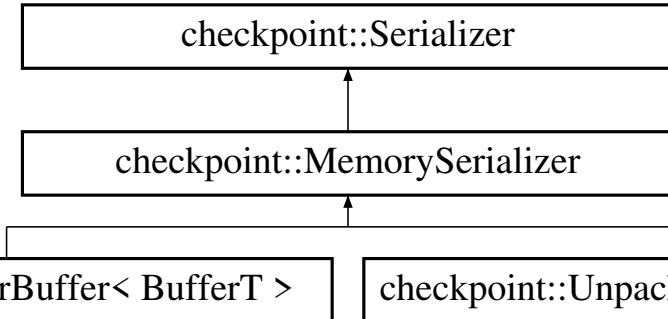 checkpoint::Serializer
checkpoint::MemorySerializer
rBuffer< BufferT >
checkpoint::Unpac